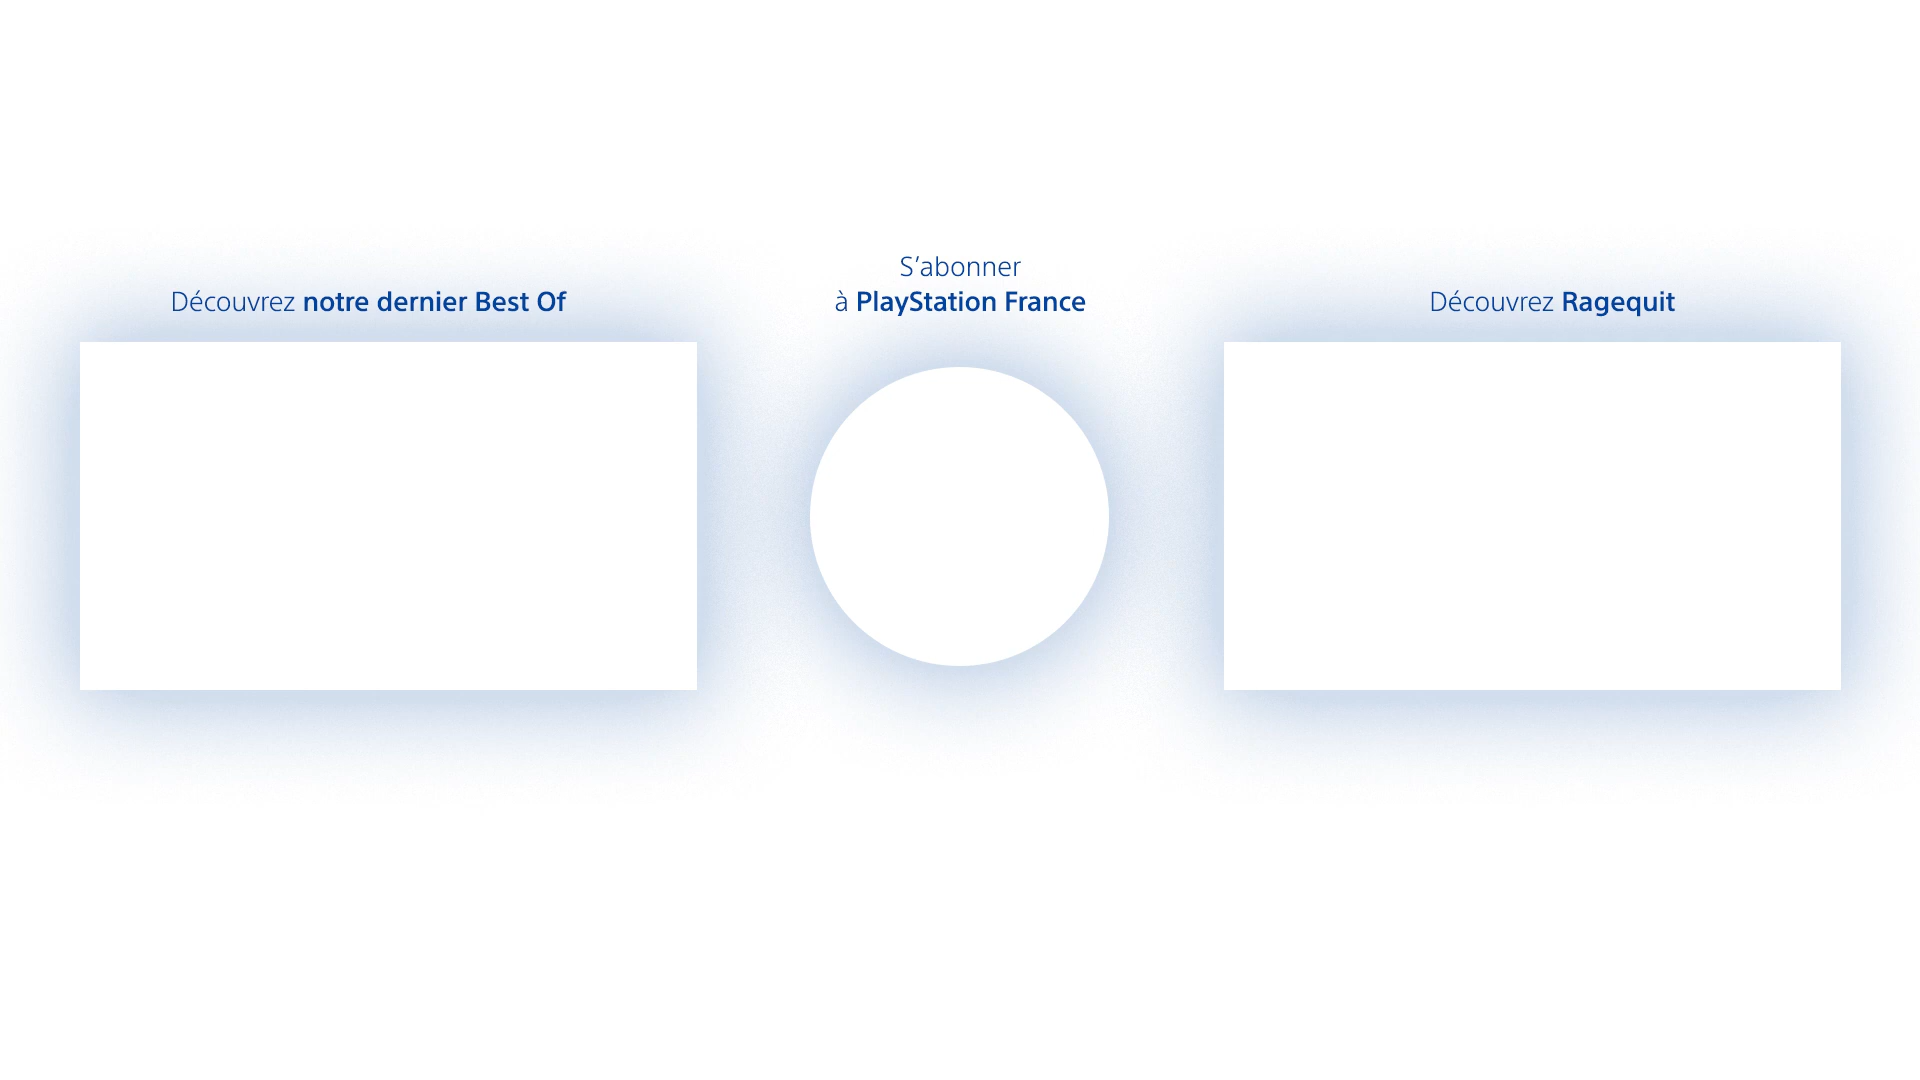 Découvrez notre dernier Best Of
S’abonner
à PlayStation France
Découvrez Ragequit